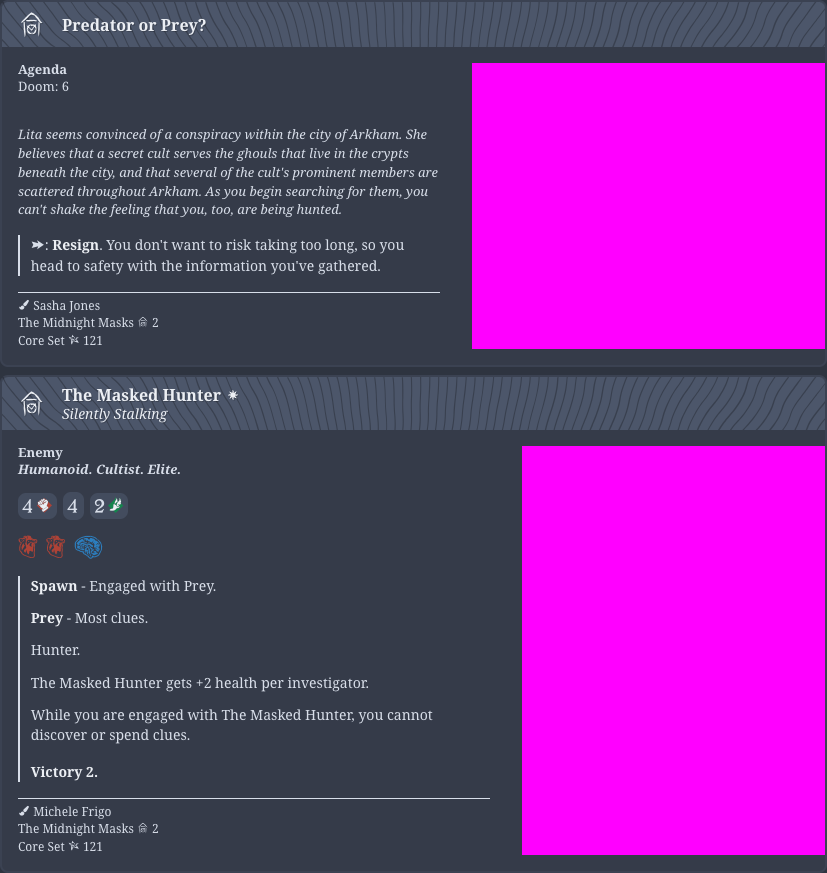 Predator or Prey?
Agenda
Doom: 6
Lita seems convinced of a conspiracy within the city of Arkham. She
believes that a secret cult serves the ghouls that live in the crypts
beneath the city, and that several of the cult's prominent members are
scattered throughout Arkham. As you begin searching for them, you
can't shake the feeling that you, too, are being hunted.
: Resign. You don't want to risk taking too long, so you
head to safety with the information you've gathered.
Sasha Jones
The Midnight Masks 2
Core Set 121
The Masked Hunter
Silently Stalking
Enemy
Humanoid. Cultist. Elite.
4 4 2
Spawn - Engaged with Prey.
Prey - Most clues.
Hunter.
The Masked Hunter gets +2 health per investigator.
While you are engaged with The Masked Hunter, you cannot
discover or spend clues.
Victory 2.
Michele Frigo
The Midnight Masks 2
Core Set 121